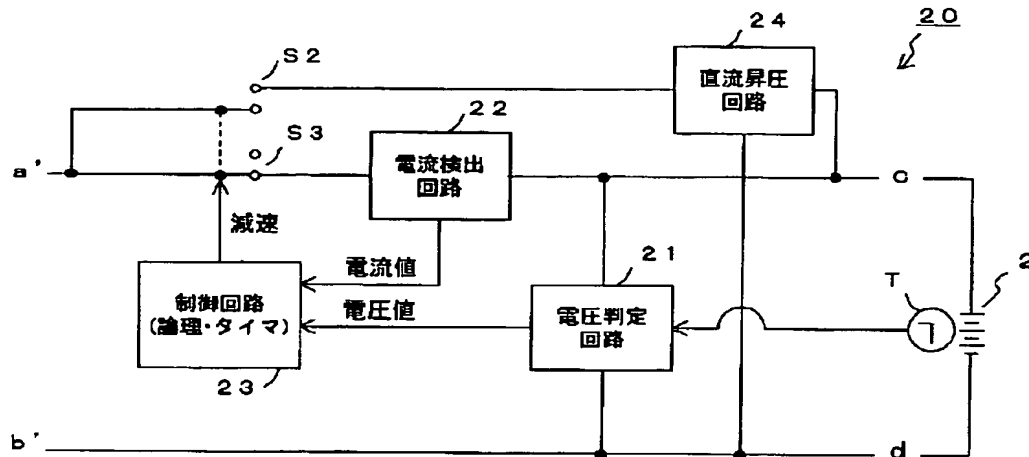 20
24
S2
直流昇圧
回路
22
S3
電流検出
回路
a'
c
減速
電流値
21
2
制御回路
(論理・タイマ)
電圧値
電圧判定
回路
T
23
b'
d